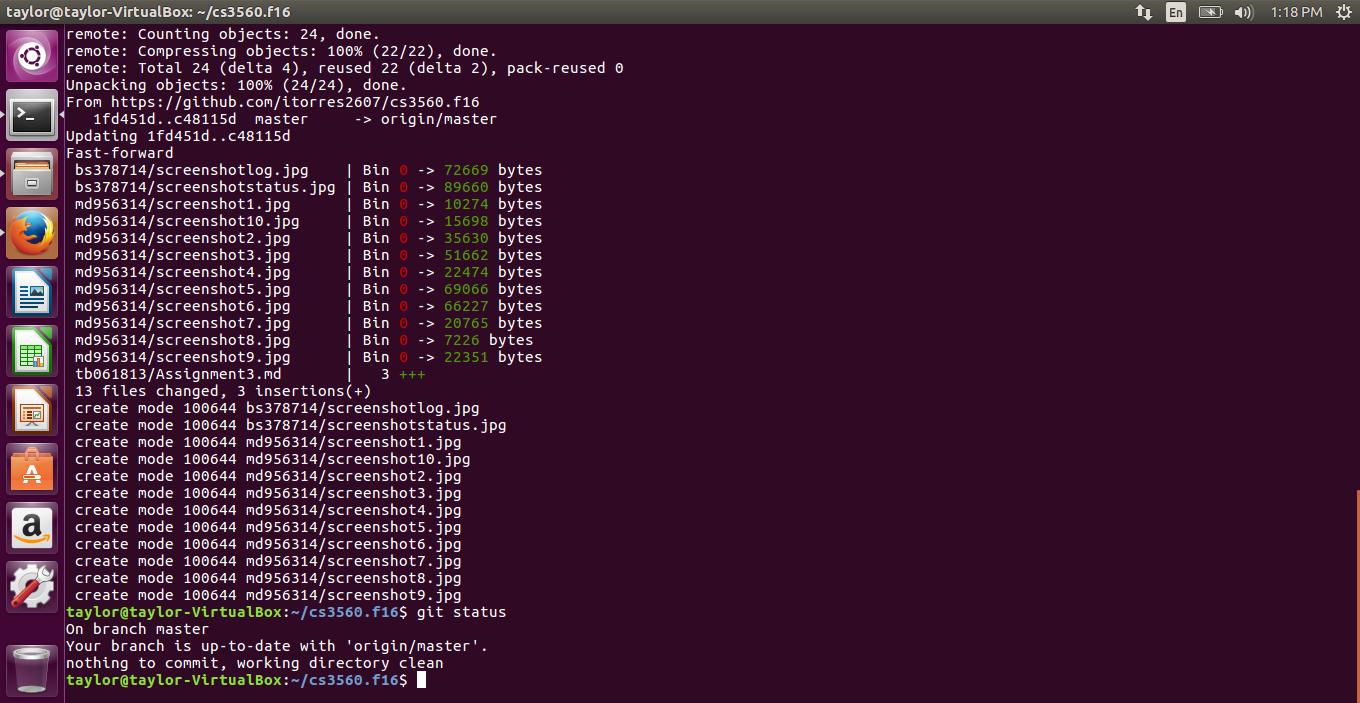 taylor@taylor-VirtualBox: ~/cs3560.f16 En 1:18 PM
remote: Counting objects: 24, done.
remote: Compressing objects: 100% (22/22), done.
remote: Total 24 (delta 4), reused 22 (delta 2), pack-reused 0
Unpacking objects: 100% (24/24), done.
From https://github.com/itorres2607/cs3560.f16
   1fd451d..c48115d  master     -> origin/master
Updating 1fd451d..c48115d
Fast-forward
 bs378714/screenshotlog.jpg    | Bin 0 -> 72669 bytes
 bs378714/screenshotstatus.jpg | Bin 0 -> 89660 bytes
 md956314/screenshot1.jpg      | Bin 0 -> 10274 bytes
 md956314/screenshot10.jpg     | Bin 0 -> 15698 bytes
 md956314/screenshot2.jpg      | Bin 0 -> 35630 bytes
 md956314/screenshot3.jpg      | Bin 0 -> 51662 bytes
 md956314/screenshot4.jpg      | Bin 0 -> 22474 bytes
 md956314/screenshot5.jpg      | Bin 0 -> 69066 bytes
 md956314/screenshot6.jpg      | Bin 0 -> 66227 bytes
 md956314/screenshot7.jpg      | Bin 0 -> 20765 bytes
 md956314/screenshot8.jpg      | Bin 0 -> 7226 bytes
 md956314/screenshot9.jpg      | Bin 0 -> 22351 bytes
 tb061813/Assignment3.md       |   3 +++
 13 files changed, 3 insertions(+)
 create mode 100644 bs378714/screenshotlog.jpg
 create mode 100644 bs378714/screenshotstatus.jpg
 create mode 100644 md956314/screenshot1.jpg
 create mode 100644 md956314/screenshot10.jpg
 create mode 100644 md956314/screenshot2.jpg
 create mode 100644 md956314/screenshot3.jpg
 create mode 100644 md956314/screenshot4.jpg
 create mode 100644 md956314/screenshot5.jpg
 create mode 100644 md956314/screenshot6.jpg
 create mode 100644 md956314/screenshot7.jpg
 create mode 100644 md956314/screenshot8.jpg
 create mode 100644 md956314/screenshot9.jpg
taylor@taylor-VirtualBox:~/cs3560.f16$ git status
On branch master
Your branch is up-to-date with 'origin/master'.
nothing to commit, working directory clean
taylor@taylor-VirtualBox:~/cs3560.f16$